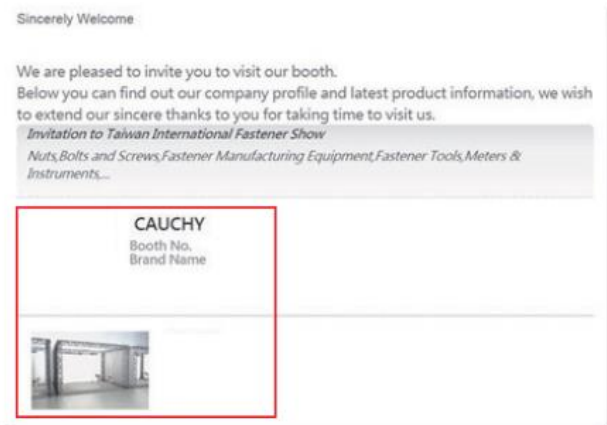 Sincerely Welcome
We are pleased to invite you to visit our booth.
Below you can find out our company profile and latest product information, we wish
to extend our sincere thanks to you for taking time to visit us.
Invitation to Taiwan International Fastener Show
Nuts,Bolts and Screws,Fastener Manufacturing Equipment,Fastener Tools,Meters &
Instruments,...
CAUCHY
Booth No.
Brand Name